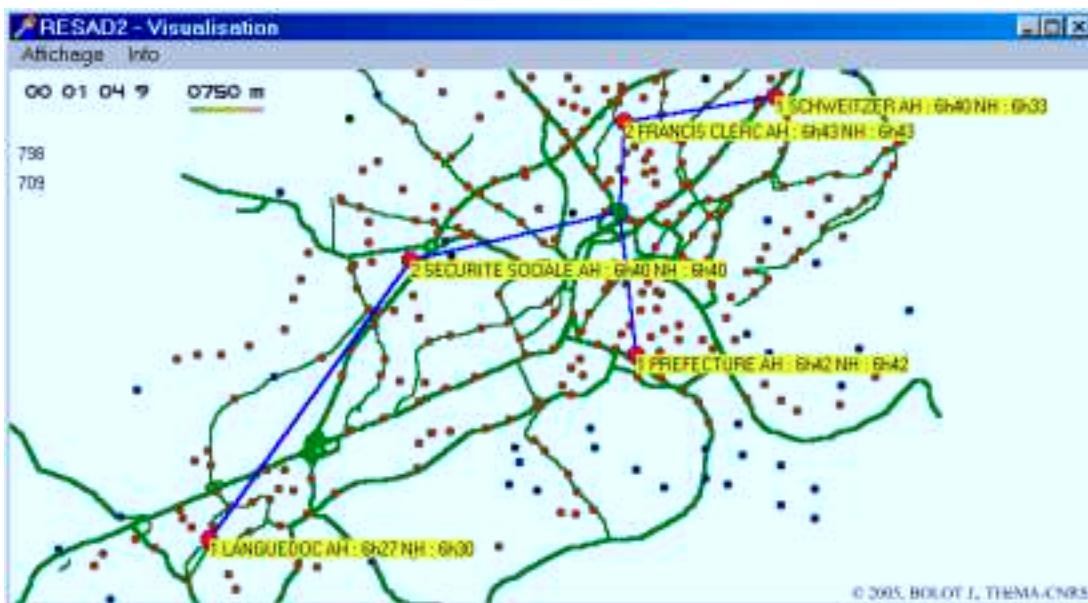 RESAD2 - Visualisation
Affichage Info
00 01 04 9 0750 m
798
709
1 SCHWEITZER AH : 6h40 NH : 6h33
2 FRANCIS CLERC AH : 6h43 NH : 6h43
2 SECURITE SOCIALE AH : 6h40 NH : 6h40
1 PREFECTURE AH : 6h42 NH : 6h42
1 LANGUEDOC AH : 6h27 NH : 6h30
© 2005, BOLOT J., THEMA-CNRS